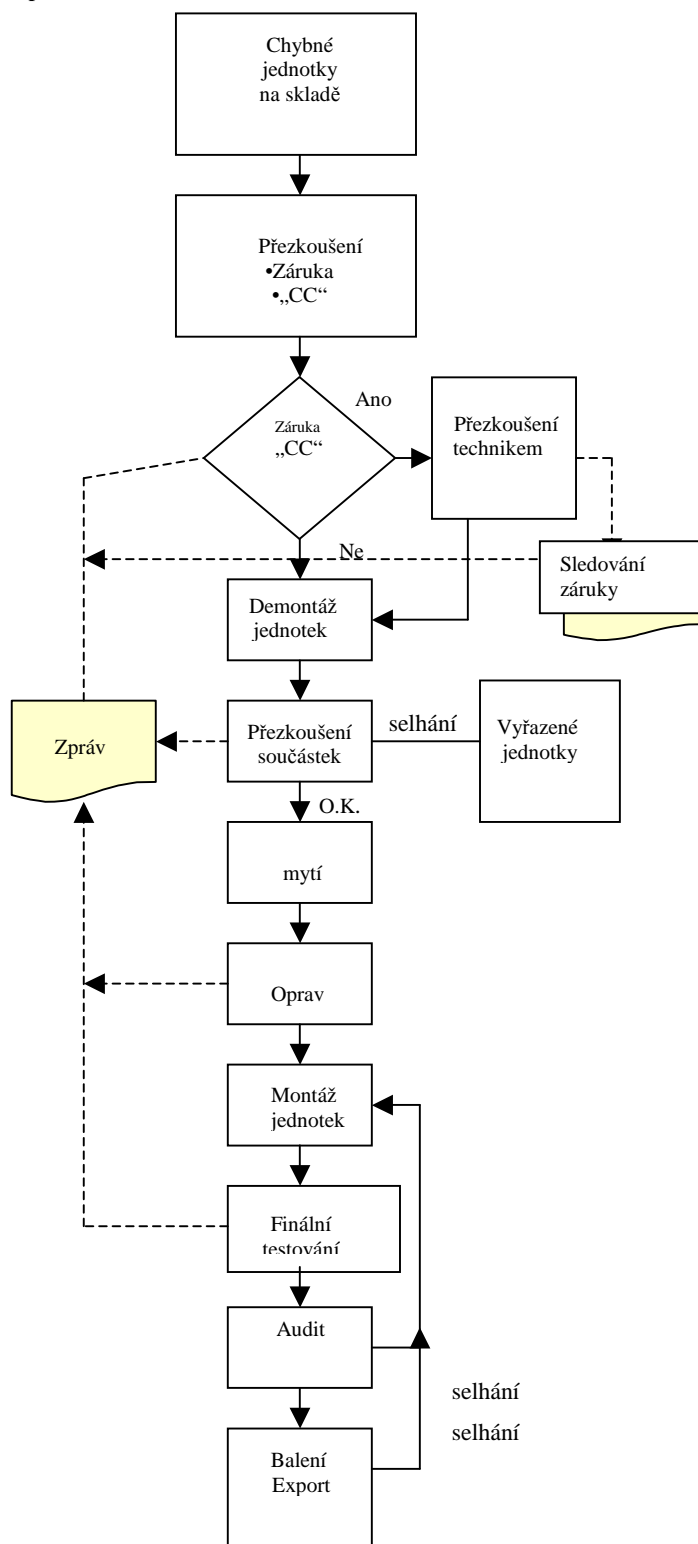 Chybné
jednotky
na skladě
Přezkoušení
•Záruka
•„CC“
Ano
Záruka
„CC“
Přezkoušení
technikem
Ne
Sledování
záruky
Demontáž
jednotek
Zpráv
Přezkoušení
součástek
selhání
Vyřazené
jednotky
O.K.
mytí
Oprav
Montáž
jednotek
Finální
testování
Audit
selhání
selhání
Balení
Export